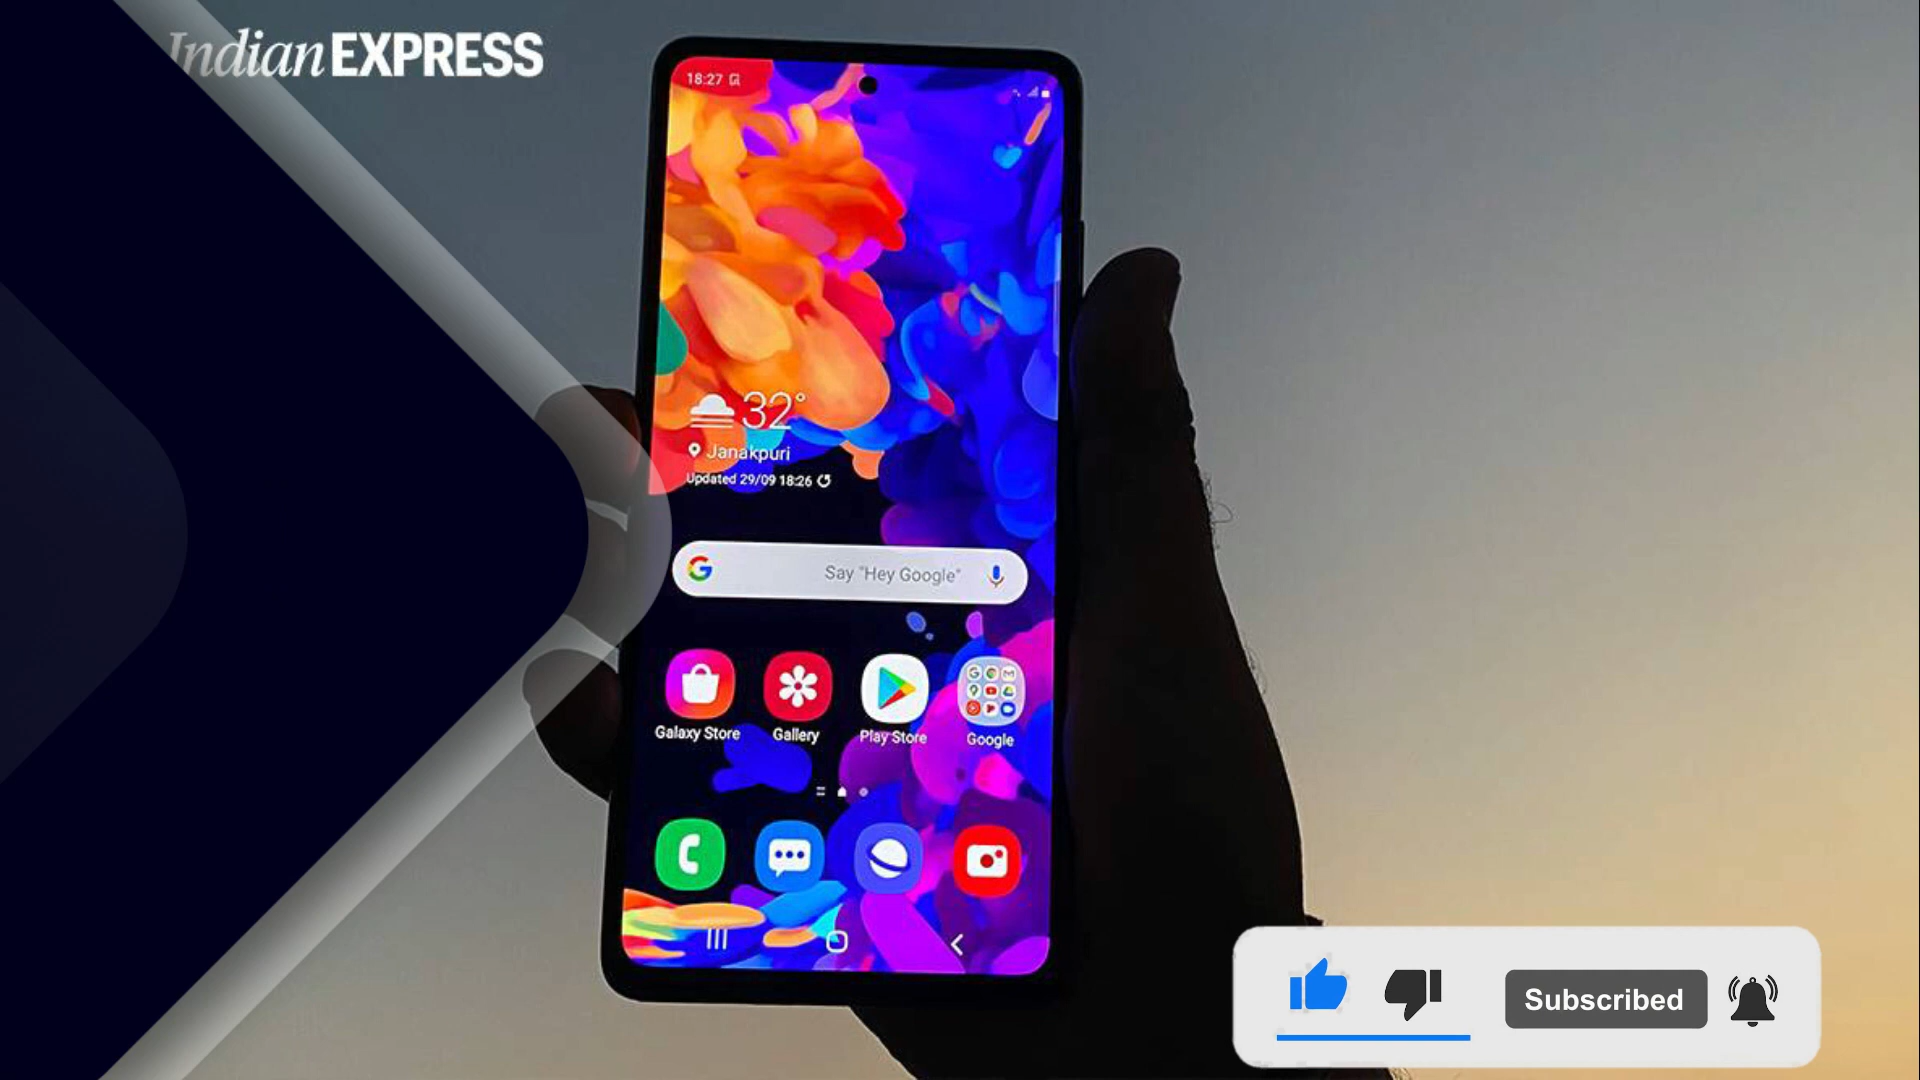 Indian EXPRESS
18:27
32°
Janakpuri
Updated 29/09 18:26
Say "Hey Google"
Galaxy Store
Gallery
Play Store
Google
Subscribed